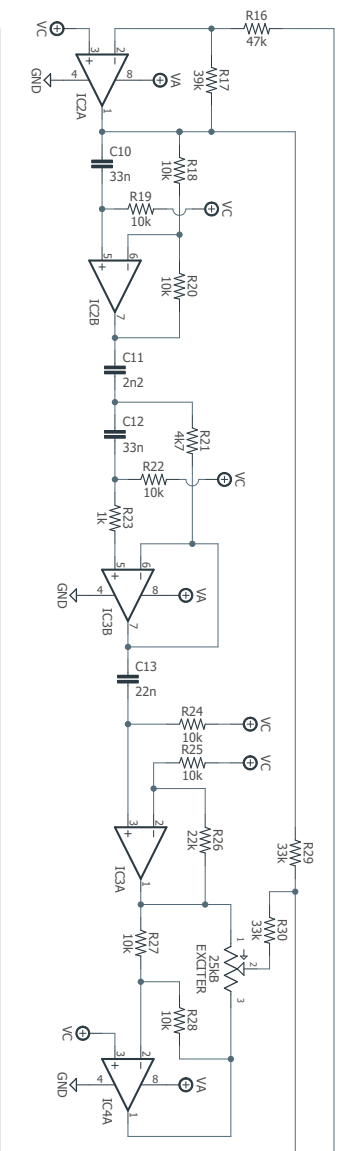 VC
3
2
R16
47k
+
−
GND
4
8
VA
IC2A
1
R17
39k
C10
33n
R18
10k
R19
10k
VC
5
6
+
−
IC2B
7
R20
10k
C11
2n2
C12
33n
R21
4k7
R22
10k
VC
R23
1k
5
6
+
−
GND
4
8
VA
IC3B
7
C13
22n
R24
10k
VC
R25
10k
VC
3
2
+
−
IC3A
1
R26
22k
R29
33k
R30
33k
R27
10k
1
2
3
25kB
EXCITER
R28
10k
VC
3
2
+
−
GND
4
8
VA
IC4A
1